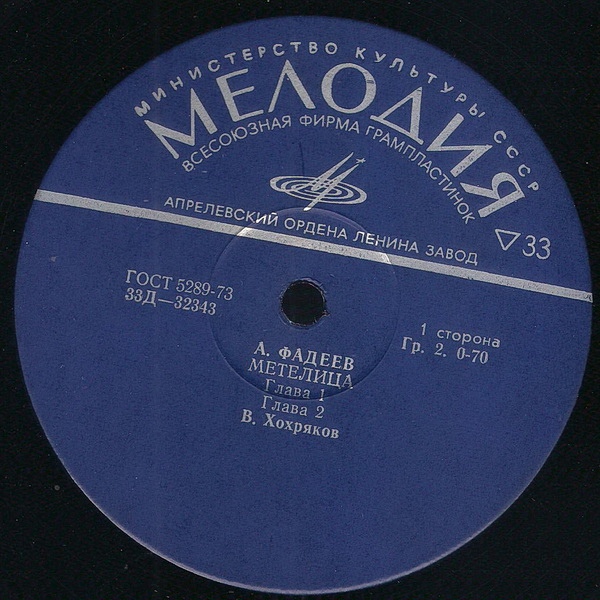 МИНИСТЕРСТВО КУЛЬТУРЫ СССР
МЕЛОДИЯ
ВСЕСОЮЗНАЯ ФИРМА ГРАМПЛАСТИНОК
АПРЕЛЕВСКИЙ ОРДЕНА ЛЕНИНА ЗАВОД
▽33
ГОСТ 5289-73
33Д—32343
1 сторона
Гр. 2. 0-70
А. ФАДЕЕВ
МЕТЕЛИЦА
Глава 1
Глава 2
В. Хохряков